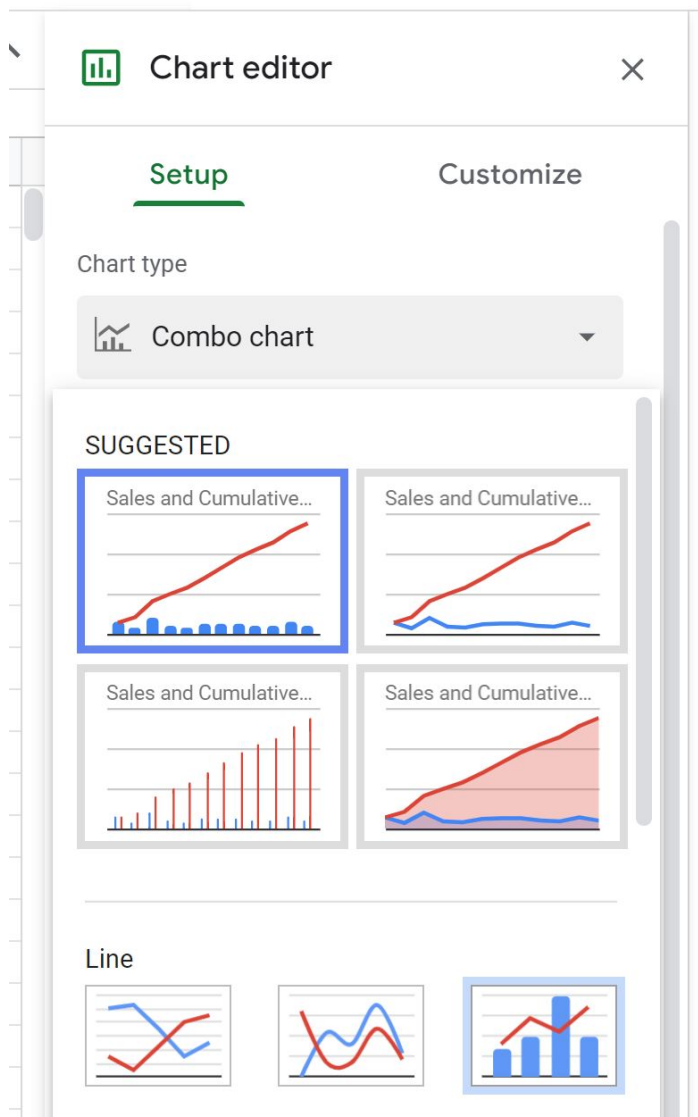 Chart editor
Setup Customize
Chart type
Combo chart
SUGGESTED
Sales and Cumulative... Sales and Cumulative...
Sales and Cumulative... Sales and Cumulative...
Line